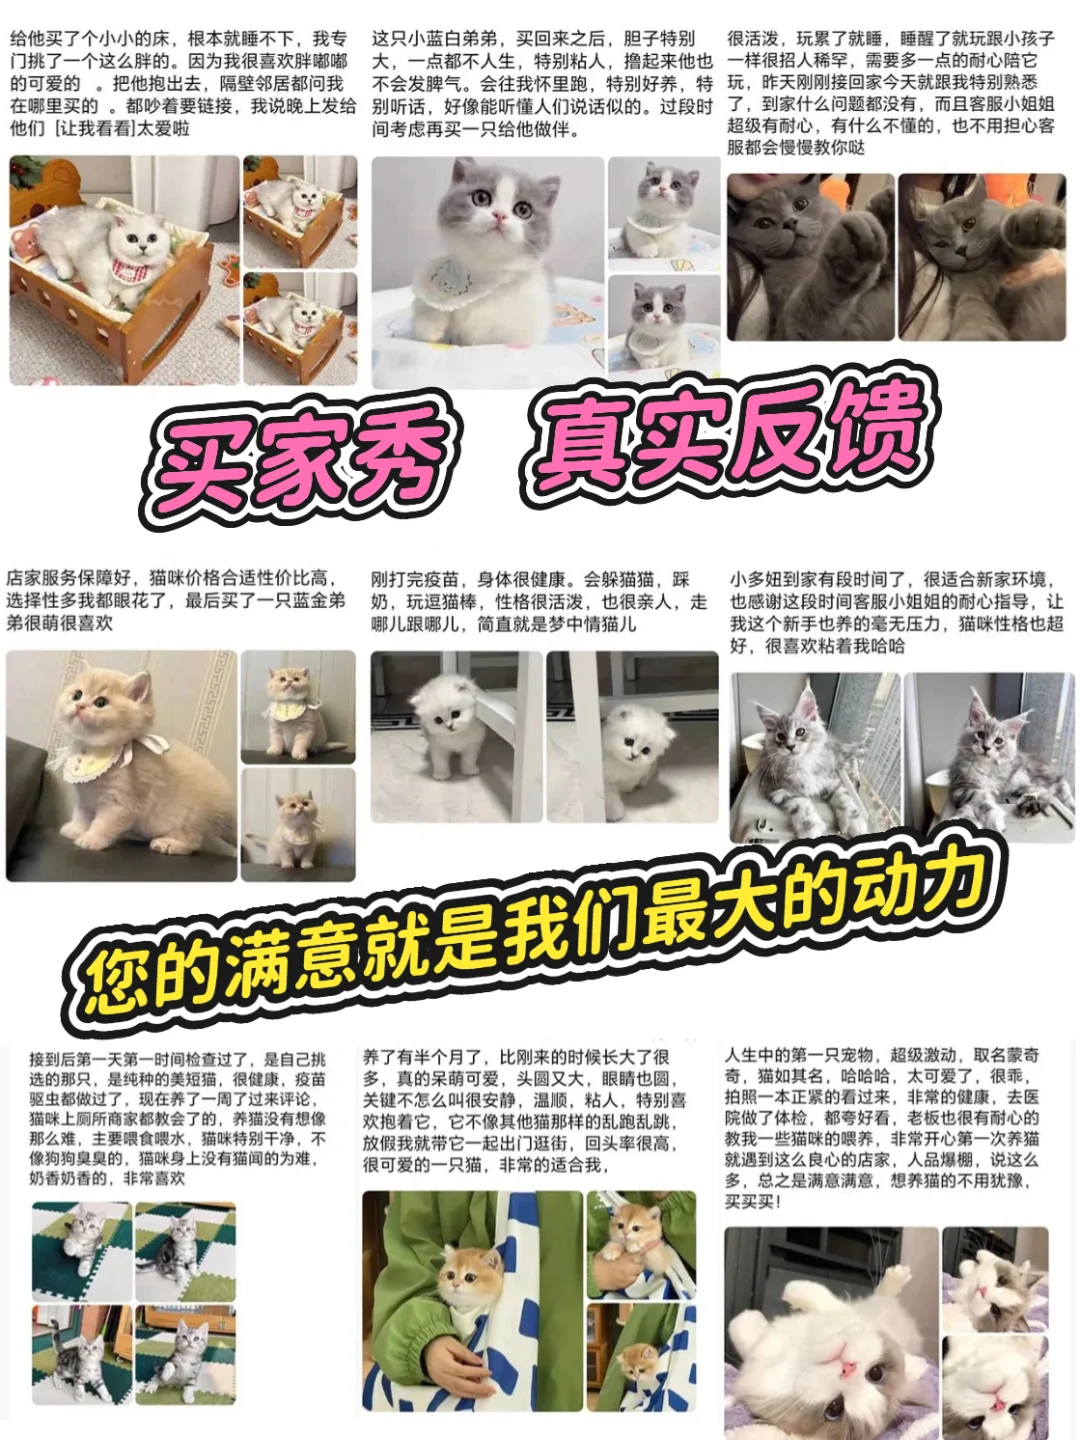 给他买了个小小的床，根本就睡不下，我专
门挑了一个这么胖的。因为我很喜欢胖嘟嘟
的可爱的 。把他抱出去，隔壁邻居都问我
在哪里买的 。都吵着要链接，我说晚上发给
他们 [让我看看]太爱啦
这只小蓝白弟弟，买回来之后，胆子特别
大，一点都不人生，特别粘人，撸起来他也
不会发脾气。会往我怀里跑，特别好养，特
别听话，好像能听懂人们说话似的。过段时
间考虑再买一只给他做伴。
很活泼，玩累了就睡，睡醒了就玩跟小孩子
一样很招人稀罕，需要多一点的耐心陪它
玩，昨天刚刚接回家今天就跟我特别熟悉
了，到家什么问题都没有，而且客服小姐姐
超级有耐心，有什么不懂的，也不用担心客
服都会慢慢教你哒
买家秀 真实反馈
店家服务保障好，猫咪价格合适性价比高，
选择性多我都眼花了，最后买了一只蓝金弟
弟很萌很喜欢
刚打完疫苗，身体很健康。会躲猫猫，踩
奶，玩逗猫棒，性格很活泼，也很亲人，走
哪儿跟哪儿，简直就是梦中情猫儿
小多妞到家有段时间了，很适合新家环境，
也感谢这段时间客服小姐姐的耐心指导，让
我这个新手也养的毫无压力，猫咪性格也超
好，很喜欢粘着我哈哈
您的满意就是我们最大的动力
接到后第一天第一时间检查过了，是自己挑
选的那只，是纯种的美短猫，很健康，疫苗
驱虫都做过了，现在养了一周了过来评论，
猫咪上厕所商家都教会了的，养猫没有想像
那么难，主要喂食喂水，猫咪特别干净，不
像狗狗臭臭的，猫咪身上没有猫闻的为难，
奶香奶香的，非常喜欢
养了有半个月了，比刚来的时候长大了很
多，真的呆萌可爱，头圆又大，眼睛也圆，
关键不怎么叫很安静，温顺，粘人，特别喜
欢抱着它，它不像其他猫那样的乱跑乱跳，
放假我就带它一起出门逛街，回头率很高，
很可爱的一只猫，非常的适合我，
人生中的第一只宠物，超级激动，取名蒙奇
奇，猫如其名，哈哈哈，太可爱了，很乖，
拍照一本正紧的看过来，非常的健康，去医
院做了体检，都夸好看，老板也很有耐心的
教我一些猫咪的喂养，非常开心第一次养猫
就遇到这么良心的店家，人品爆棚，说这么
多，总之是满意满意，想养猫的不用犹豫，
买买买！